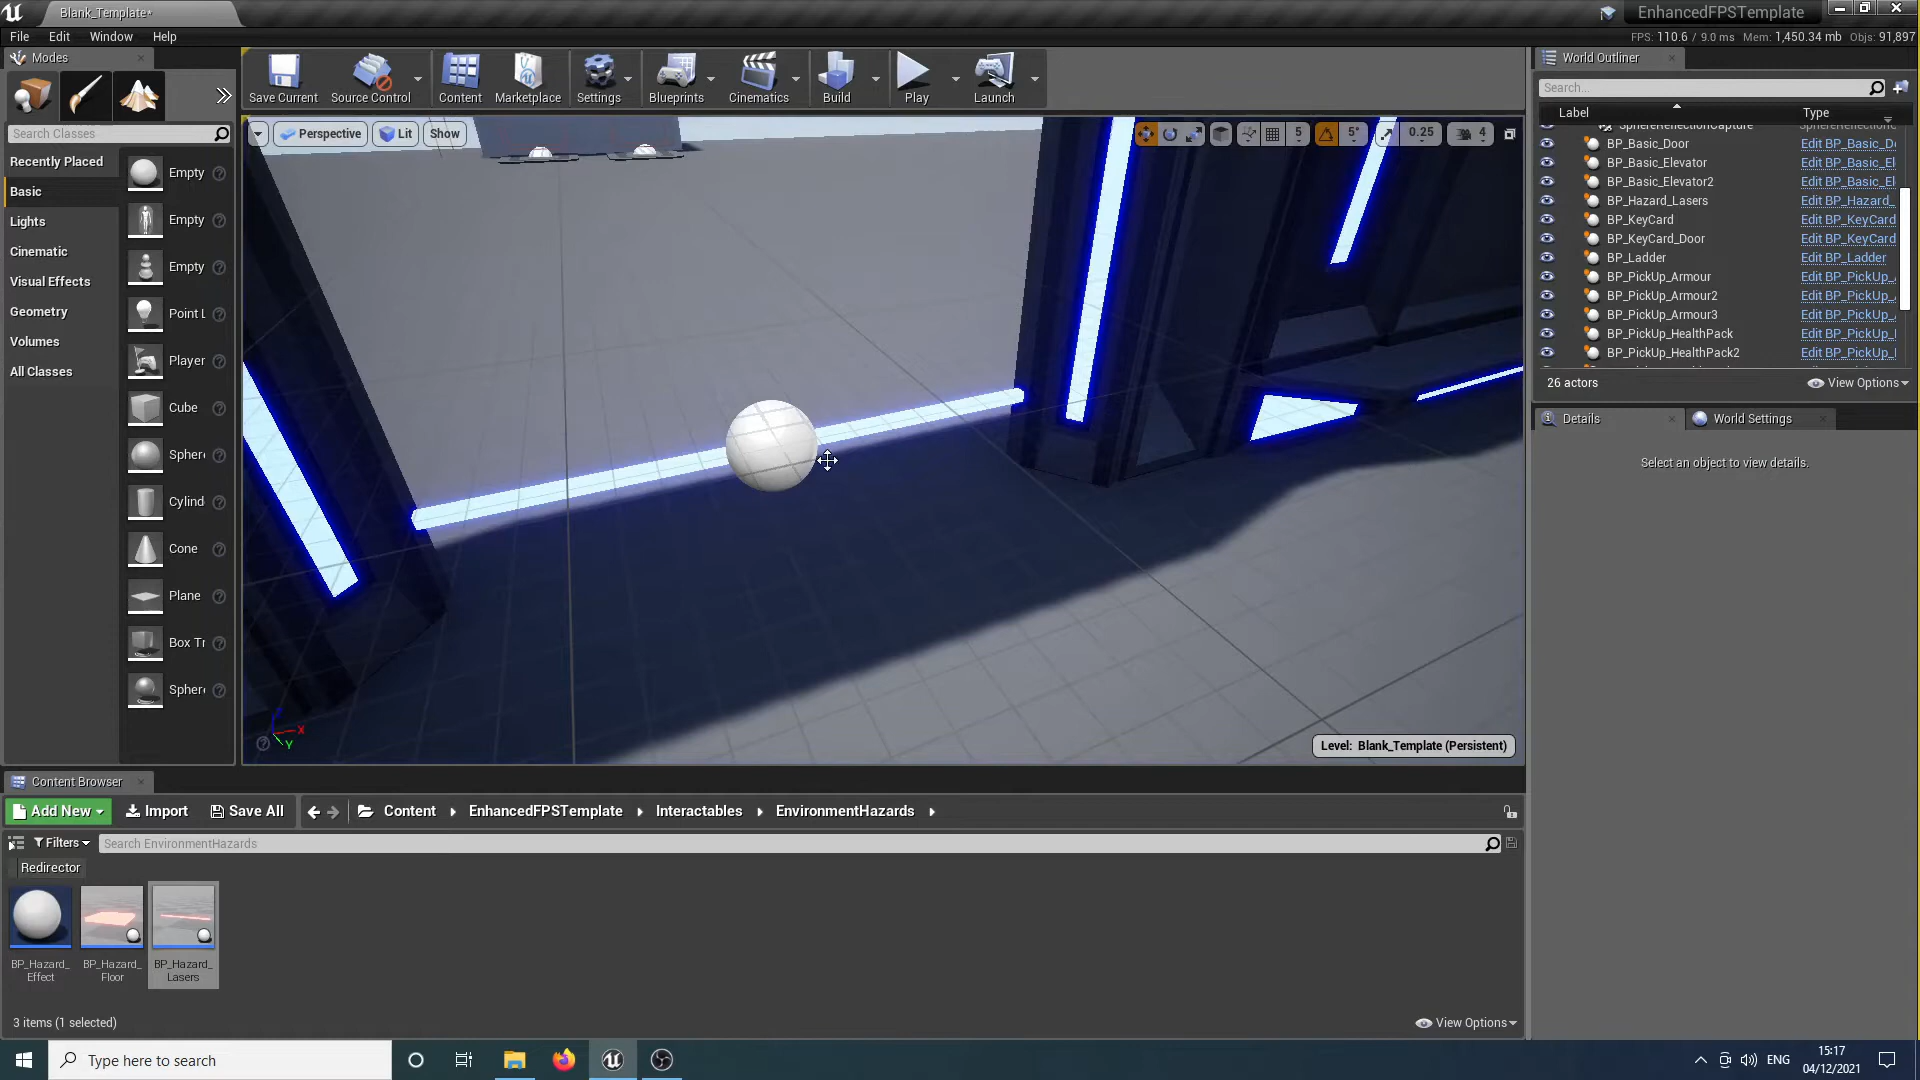 Blank_Template*
EnhancedFPSTemplate
File Edit Window Help
FPS: 110.6 / 9.0 ms Mem: 1,450.34 mb Objs: 91,897
Modes
Search Classes
Recently Placed
Basic
Lights
Cinematic
Visual Effects
Geometry
Volumes
All Classes
Empty
Empty
Empty
Point L
Player
Cube
Spher
Cylind
Cone
Plane
Box Tr
Spher
Save Current
Source Control
Content
Marketplace
Settings
Blueprints
Cinematics
Build
Play
Launch
Perspective Lit Show
5 5° 0.25 4
X
Y
Level: Blank_Template (Persistent)
World Outliner
Search...
Label Type
SphereReflectionCapture SphereReflection
BP_Basic_Door Edit BP_Basic_D
BP_Basic_Elevator Edit BP_Basic_El
BP_Basic_Elevator2 Edit BP_Basic_El
BP_Hazard_Lasers Edit BP_Hazard_
BP_KeyCard Edit BP_KeyCard
BP_KeyCard_Door Edit BP_KeyCard
BP_Ladder Edit BP_Ladder
BP_PickUp_Armour Edit BP_PickUp_
BP_PickUp_Armour2 Edit BP_PickUp_
BP_PickUp_Armour3 Edit BP_PickUp_
BP_PickUp_HealthPack Edit BP_PickUp_
BP_PickUp_HealthPack2 Edit BP_PickUp_
26 actors View Options
Details World Settings
Select an object to view details.
Content Browser
Add New Import Save All Content EnhancedFPSTemplate Interactables EnvironmentHazards
Filters Search EnvironmentHazards
Redirector
BP_Hazard_
Effect
BP_Hazard_
Floor
BP_Hazard_
Lasers
3 items (1 selected) View Options
Type here to search
ENG
15:17
04/12/2021